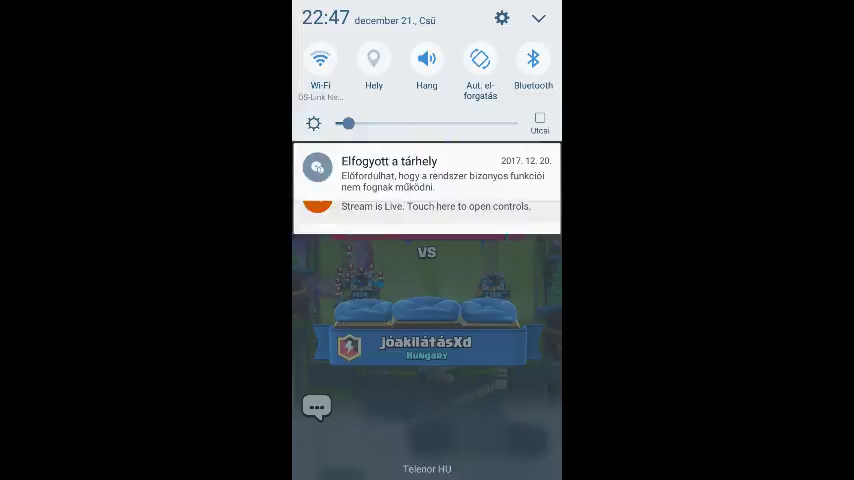 22:47 december 21., Csü
Wi-Fi
DS-Link Ne...
Hely
Hang
Aut. el-
forgatás
Bluetooth
Utcai
Elfogyott a tárhely 2017. 12. 20.
Előfordulhat, hogy a rendszer bizonyos funkciói
nem fognak működni.
Stream is Live. Touch here to open controls.
VS
jóakilátásXd
Hungary
Telenor HU